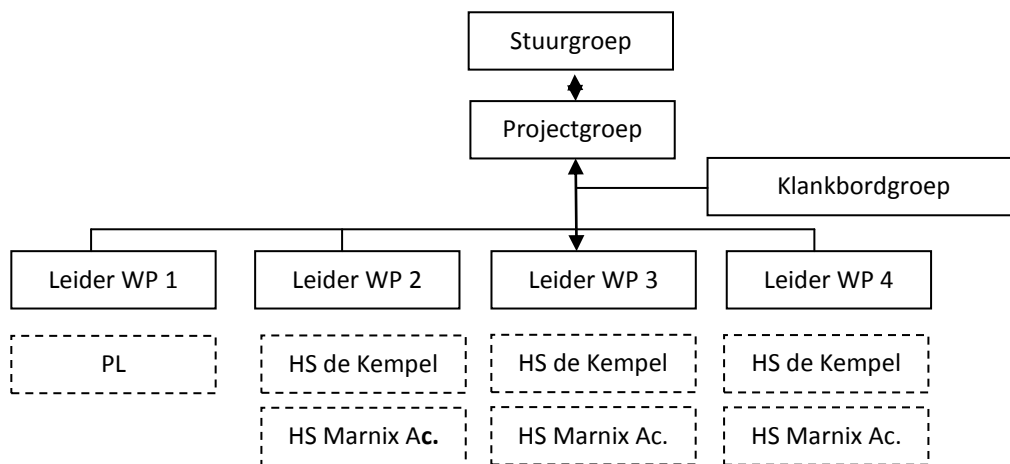 Stuurgroep
Projectgroep
Klankbordgroep
Leider WP 1
Leider WP 2
Leider WP 3
Leider WP 4
PL
HS de Kempel
HS de Kempel
HS de Kempel
HS Marnix Ac.
HS Marnix Ac.
HS Marnix Ac.